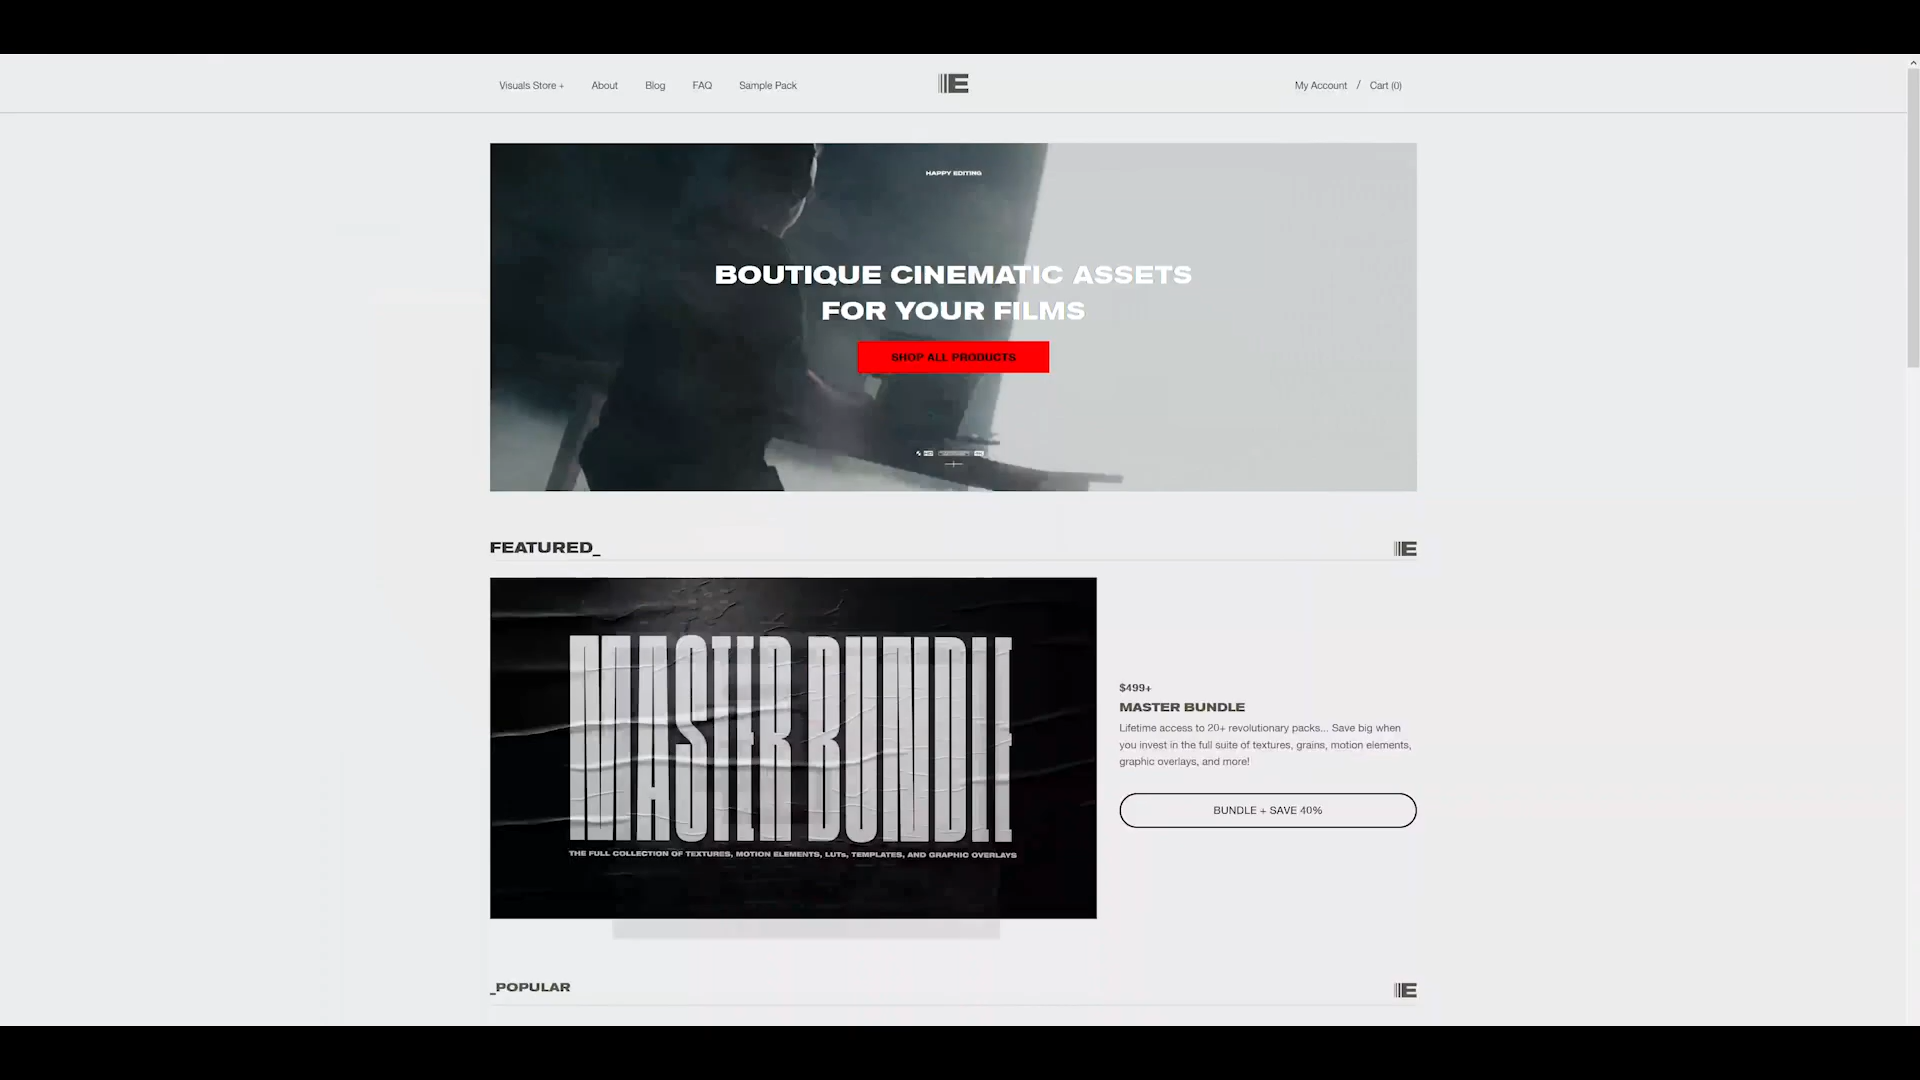 Visuals Store +
About
Blog
FAQ
Sample Pack
E
My Account / Cart (0)
HAPPY EDITING
BOUTIQUE CINEMATIC ASSETS
FOR YOUR FILMS
SHOP ALL PRODUCTS
FEATURED_
E
MASTER BUNDLE
THE FULL COLLECTION OF TEXTURES, MOTION ELEMENTS, LUTs, TEMPLATES, AND GRAPHIC OVERLAYS
$499+
MASTER BUNDLE
Lifetime access to 20+ revolutionary packs... Save big when
you invest in the full suite of textures, grains, motion elements,
graphic overlays, and more!
BUNDLE + SAVE 40%
_POPULAR
E